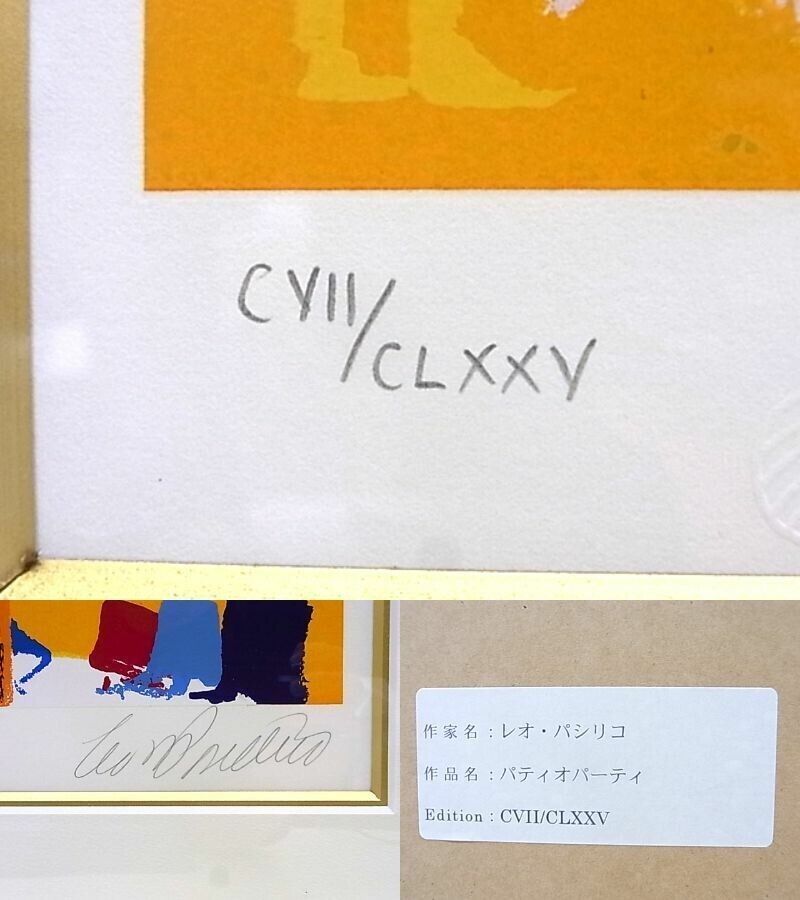 CVII/
CLXXV
作家名：レオ・パシリコ
作品名：パティオパーティ
Edition：CVII/CLXXV